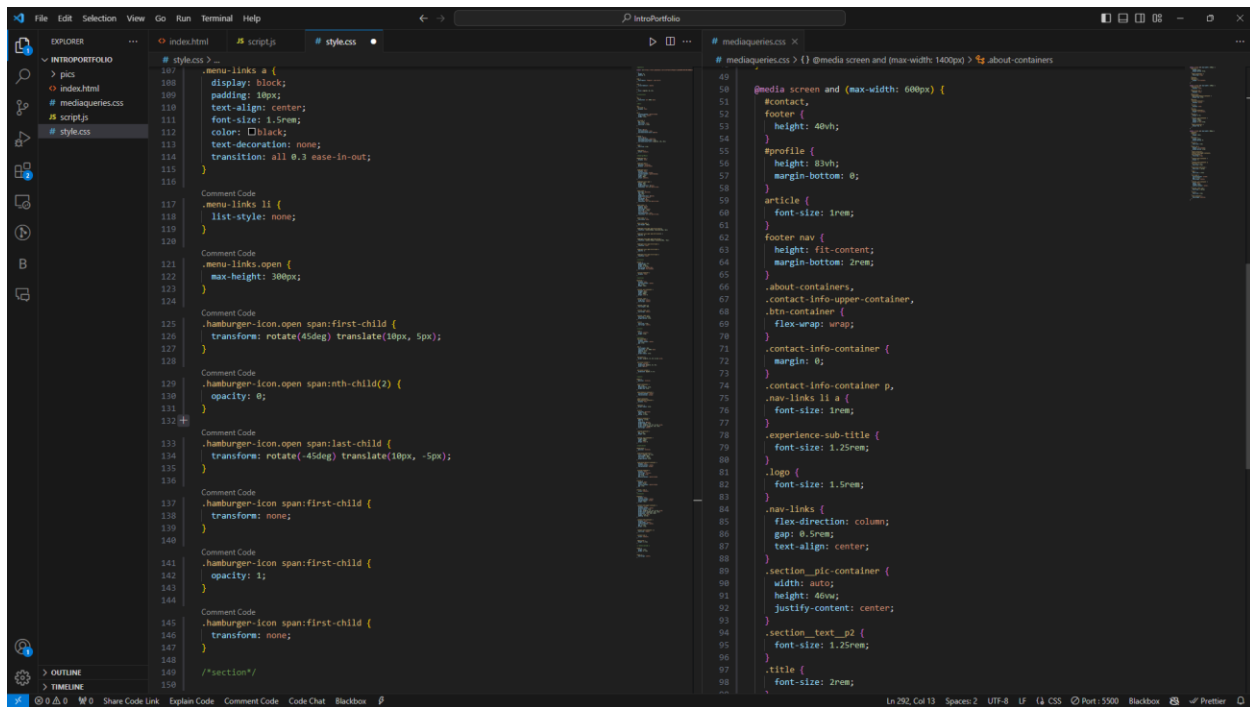 File Edit Selection View Go Run Terminal Help
IntroPortfolio
EXPLORER
INTROPORTFOLIO
pics
index.html
mediaqueries.css
JS script.js
# style.css
OUTLINE
TIMELINE
index.html JS script.js # style.css
# style.css > ...
107 .menu-links a {
108 display: block;
109 padding: 10px;
110 text-align: center;
111 font-size: 1.5rem;
112 color: black;
113 text-decoration: none;
114 transition: all 0.3 ease-in-out;
115 }
116
Comment Code
117 .menu-links li {
118 list-style: none;
119 }
120
Comment Code
121 .menu-links.open {
122 max-height: 300px;
123 }
124
Comment Code
125 .hamburger-icon.open span:first-child {
126 transform: rotate(45deg) translate(10px, 5px);
127 }
128
Comment Code
129 .hamburger-icon.open span:nth-child(2) {
130 opacity: 0;
131 }
132
Comment Code
133 .hamburger-icon.open span:last-child {
134 transform: rotate(-45deg) translate(10px, -5px);
135 }
136
Comment Code
137 .hamburger-icon span:first-child {
138 transform: none;
139 }
140
Comment Code
141 .hamburger-icon span:first-child {
142 opacity: 1;
143 }
144
Comment Code
145 .hamburger-icon span:first-child {
146 transform: none;
147 }
148
149 /*section*/
150
# mediaqueries.css
# mediaqueries.css > {} @media screen and (max-width: 1400px) > .about-containers
49
50 @media screen and (max-width: 600px) {
51 #contact,
52 footer {
53 height: 40vh;
54 }
55 #profile {
56 height: 83vh;
57 margin-bottom: 0;
58 }
59 article {
60 font-size: 1rem;
61 }
62 footer nav {
63 height: fit-content;
64 margin-bottom: 2rem;
65 }
66 .about-containers,
67 .contact-info-upper-container,
68 .btn-container {
69 flex-wrap: wrap;
70 }
71 .contact-info-container {
72 margin: 0;
73 }
74 .contact-info-container p,
75 .nav-links li a {
76 font-size: 1rem;
77 }
78 .experience-sub-title {
79 font-size: 1.25rem;
80 }
81 .logo {
82 font-size: 1.5rem;
83 }
84 .nav-links {
85 flex-direction: column;
86 gap: 0.5rem;
87 text-align: center;
88 }
89 .section__pic-container {
90 width: auto;
91 height: 46vw;
92 justify-content: center;
93 }
94 .section__text__p2 {
95 font-size: 1.25rem;
96 }
97 .title {
98 font-size: 2rem;
0 0 0 Share Code Link Explain Code Comment Code Code Chat Blackbox Ln 292, Col 13 Spaces: 2 UTF-8 LF CSS Port : 5500 Blackbox Prettier